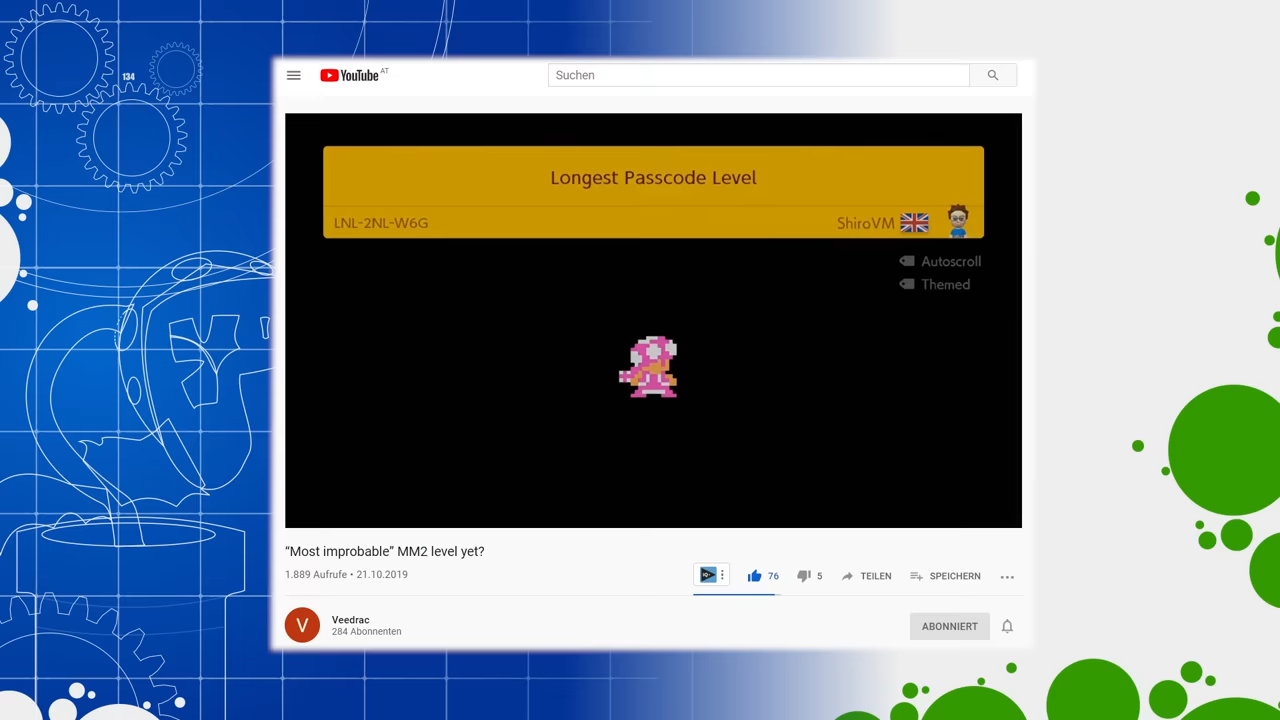 134
YouTube AT
Suchen
Longest Passcode Level
LNL-2NL-W6G
ShiroVM
Autoscroll
Themed
“Most improbable” MM2 level yet?
1.889 Aufrufe • 21.10.2019
76
5
TEILEN
SPEICHERN
V
Veedrac
284 Abonnenten
ABONNIERT